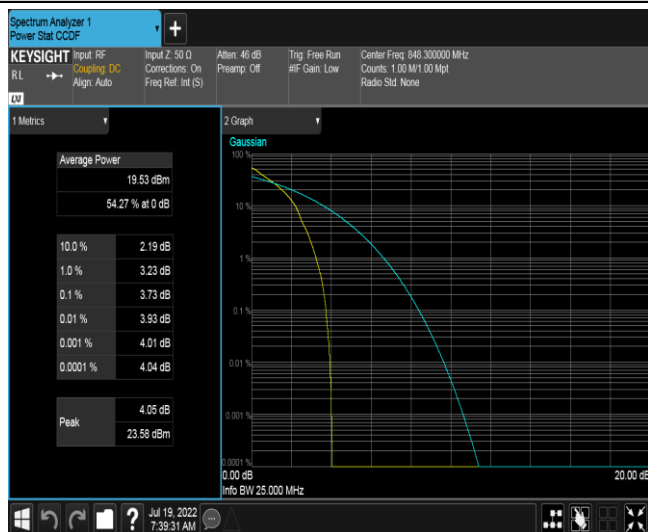 Spectrum Analyzer 1
Power Stat CCDF
+
KEYSIGHT
RL
LXI
Input: RF
Coupling: DC
Align: Auto
Input Z: 50 Ω
Corrections: On
Freq Ref: Int (S)
Atten: 46 dB
Preamp: Off
Trig: Free Run
#IF Gain: Low
Center Freq: 848.300000 MHz
Counts: 1.00 M/1.00 Mpt
Radio Std: None
1 Metrics
Average Power
19.53 dBm
54.27 % at 0 dB
10.0 % 2.19 dB
1.0 % 3.23 dB
0.1 % 3.73 dB
0.01 % 3.93 dB
0.001 % 4.01 dB
0.0001 % 4.04 dB
Peak
4.05 dB
23.58 dBm
2 Graph
Gaussian
100 %
10 %
1 %
0.1 %
0.01 %
0.001 %
0.0001 %
0.00 dB
20.00 dB
Info BW 25.000 MHz
?
Jul 19, 2022
7:39:31 AM